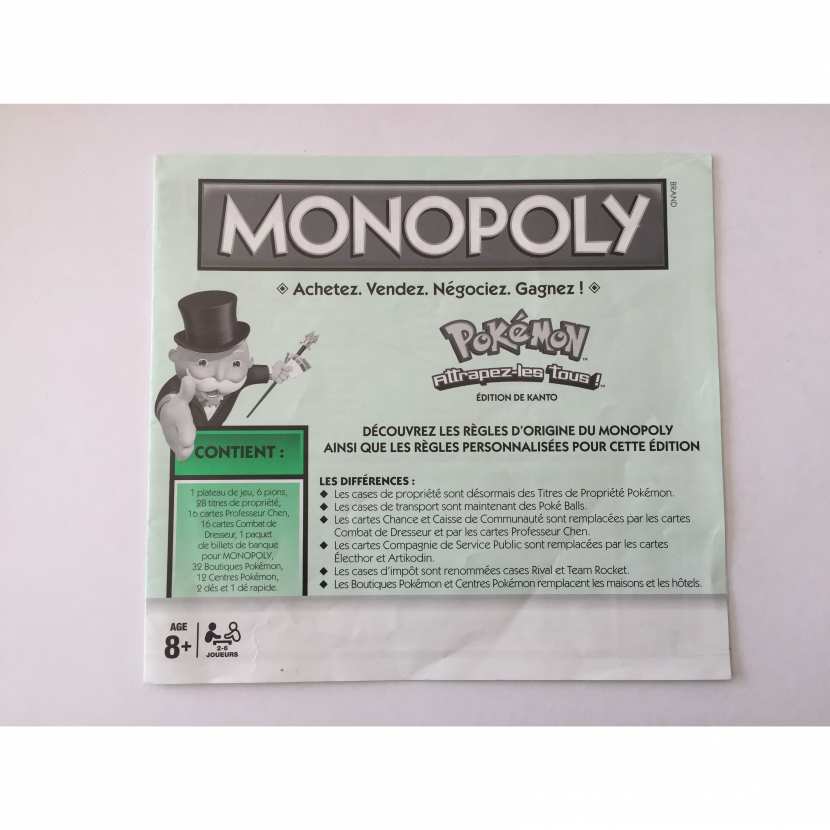 MONOPOLY
BRAND
Achetez. Vendez. Négociez. Gagnez !
POKéMON™
Attrapez-les tous !™
ÉDITION DE KANTO
DÉCOUVREZ LES RÈGLES D'ORIGINE DU MONOPOLY
AINSI QUE LES RÈGLES PERSONNALISÉES POUR CETTE ÉDITION
CONTIENT :
1 plateau de jeu, 6 pions,
28 titres de propriété,
16 cartes Professeur Chen,
16 cartes Combat de
Dresseur, 1 paquet
de billets de banque
pour MONOPOLY,
32 Boutiques Pokémon,
12 Centres Pokémon,
2 dés et 1 dé rapide.
LES DIFFÉRENCES :
◆ Les cases de propriété sont désormais des Titres de Propriété Pokémon.
◆ Les cases de transport sont maintenant des Poké Balls.
◆ Les cartes Chance et Caisse de Communauté sont remplacées par les cartes
Combat de Dresseur et par les cartes Professeur Chen.
◆ Les cartes Compagnie de Service Public sont remplacées par les cartes
Électhor et Artikodin.
◆ Les cases d'impôt sont renommées cases Rival et Team Rocket.
◆ Les Boutiques Pokémon et Centres Pokémon remplacent les maisons et les hôtels.
AGE
8+
2-6
JOUEURS